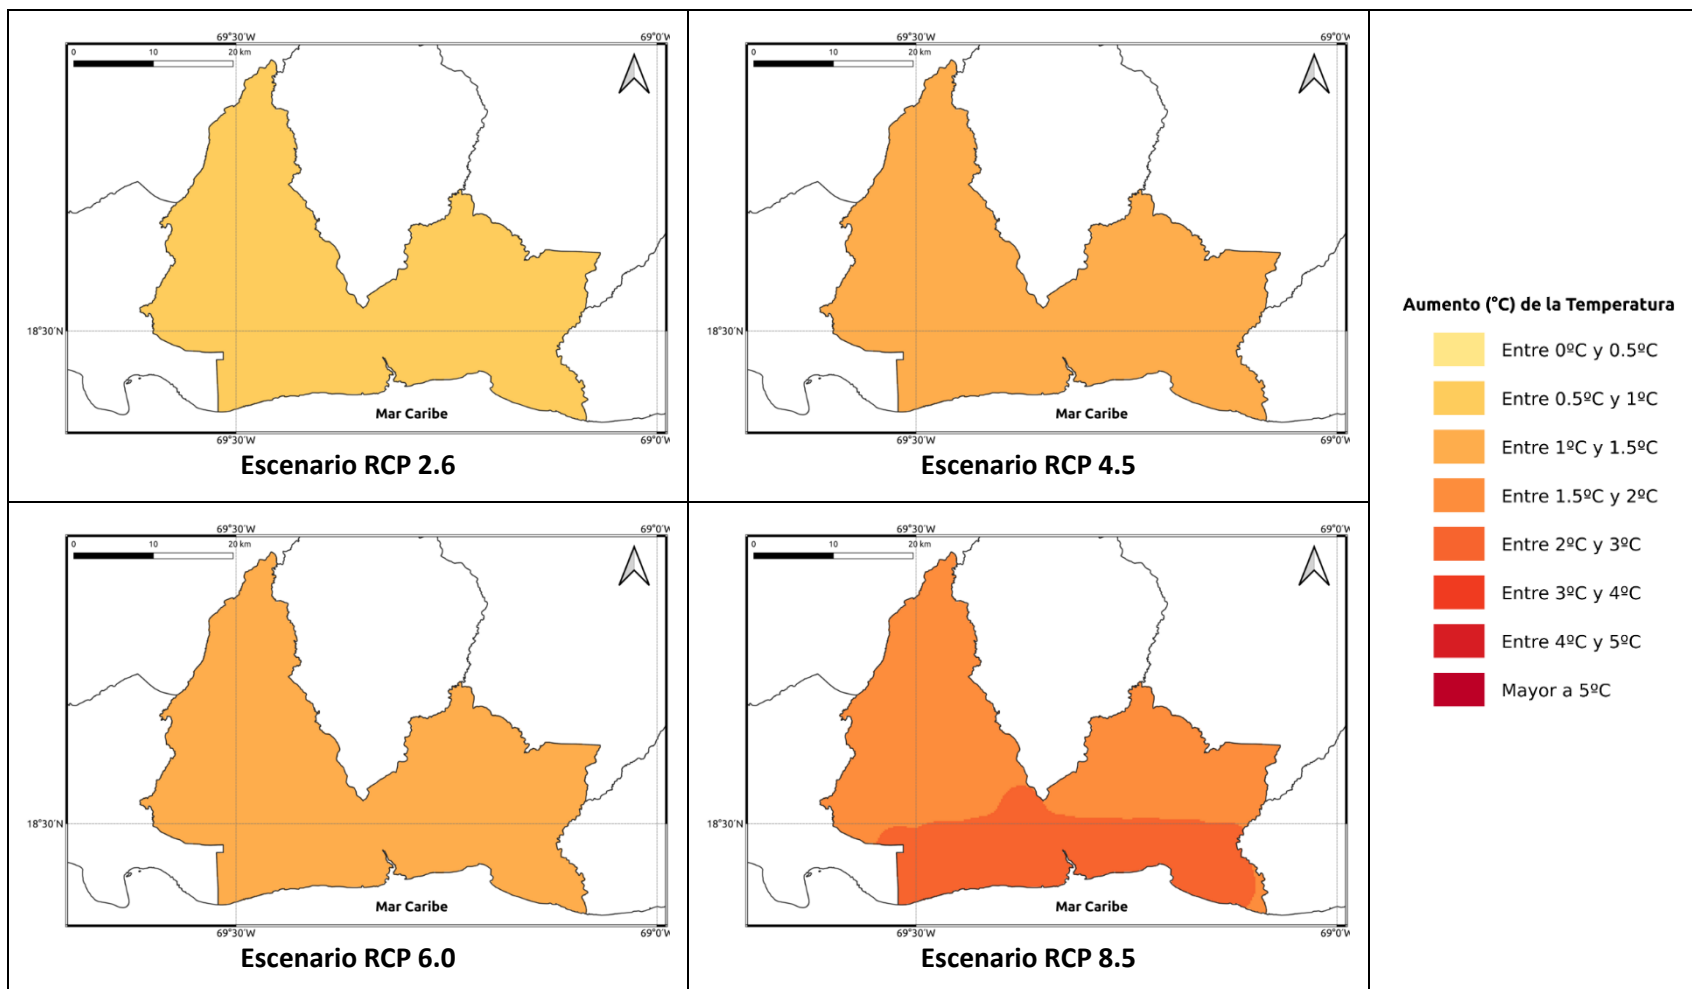 69°30'W
69°0'W
0
10
20 km
18°30'N
Mar Caribe
69°30'W
69°0'W
Escenario RCP 2.6
69°30'W
69°0'W
0
10
20 km
18°30'N
Mar Caribe
69°30'W
69°0'W
Escenario RCP 4.5
69°30'W
69°0'W
0
10
20 km
18°30'N
Mar Caribe
69°30'W
69°0'W
Escenario RCP 6.0
69°30'W
69°0'W
0
10
20 km
18°30'N
Mar Caribe
69°30'W
69°0'W
Escenario RCP 8.5
Aumento (°C) de la Temperatura
Entre 0ºC y 0.5ºC
Entre 0.5ºC y 1ºC
Entre 1ºC y 1.5ºC
Entre 1.5ºC y 2ºC
Entre 2ºC y 3ºC
Entre 3ºC y 4ºC
Entre 4ºC y 5ºC
Mayor a 5ºC